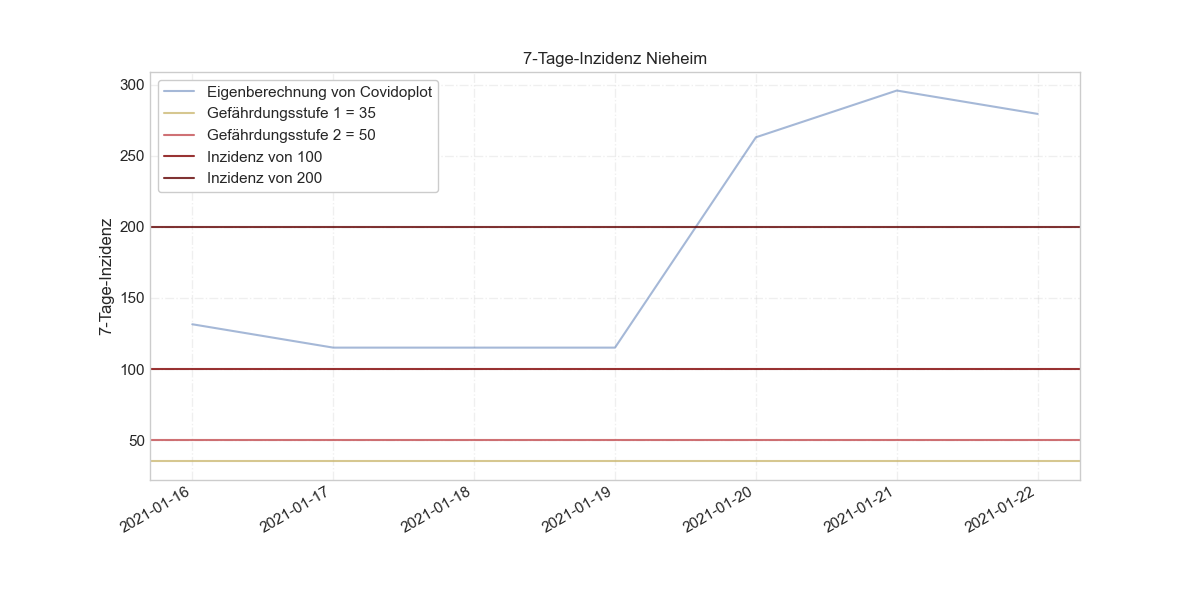 7-Tage-Inzidenz Nieheim
Eigenberechnung von Covidoplot
Gefährdungsstufe 1 = 35
Gefährdungsstufe 2 = 50
Inzidenz von 100
Inzidenz von 200
7-Tage-Inzidenz
300
250
200
150
100
50
2021-01-16
2021-01-17
2021-01-18
2021-01-19
2021-01-20
2021-01-21
2021-01-22